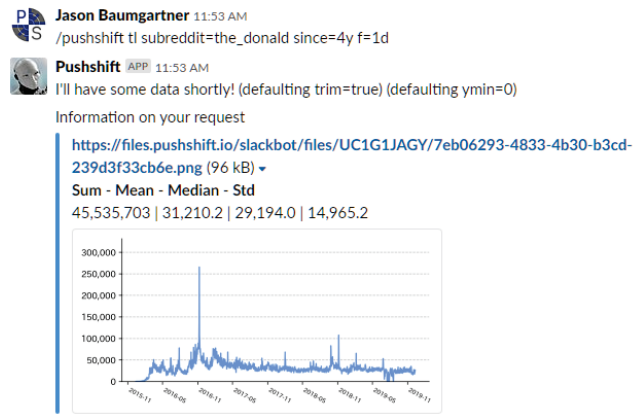 P
S
Jason Baumgartner 11:53 AM
/pushshift tl subreddit=the_donald since=4y f=1d
Pushshift APP 11:53 AM
I'll have some data shortly! (defaulting trim=true) (defaulting ymin=0)
Information on your request
https://files.pushshift.io/slackbot/files/UC1G1JAGY/7eb06293-4833-4b30-b3cd-
239d3f33cb6e.png (96 kB)
Sum - Mean - Median - Std
45,535,703 | 31,210.2 | 29,194.0 | 14,965.2
300,000
250,000
200,000
150,000
100,000
50,000
0
2015-11 2016-05 2016-11 2017-05 2017-11 2018-05 2018-11 2019-05 2019-11